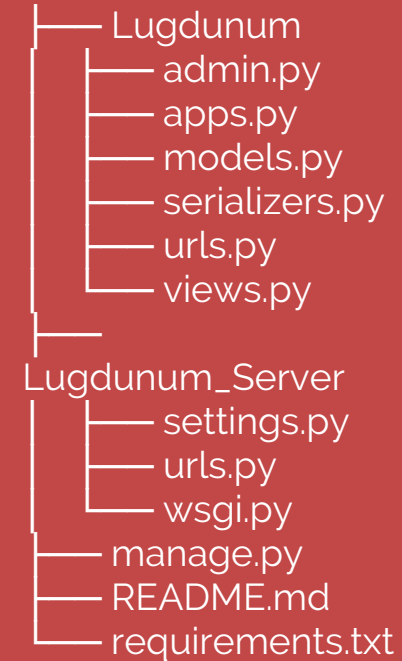 ├── Lugdunum
│   ├── admin.py
│   ├── apps.py
│   ├── models.py
│   ├── serializers.py
│   ├── urls.py
│   └── views.py
├──
Lugdunum_Server
│   ├── settings.py
│   ├── urls.py
│   └── wsgi.py
├── manage.py
├── README.md
└── requirements.txt